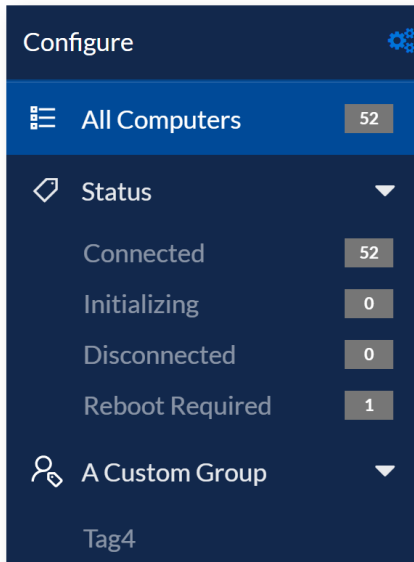 Configure
All Computers 52
Status
Connected 52
Initializing 0
Disconnected 0
Reboot Required 1
A Custom Group
Tag4